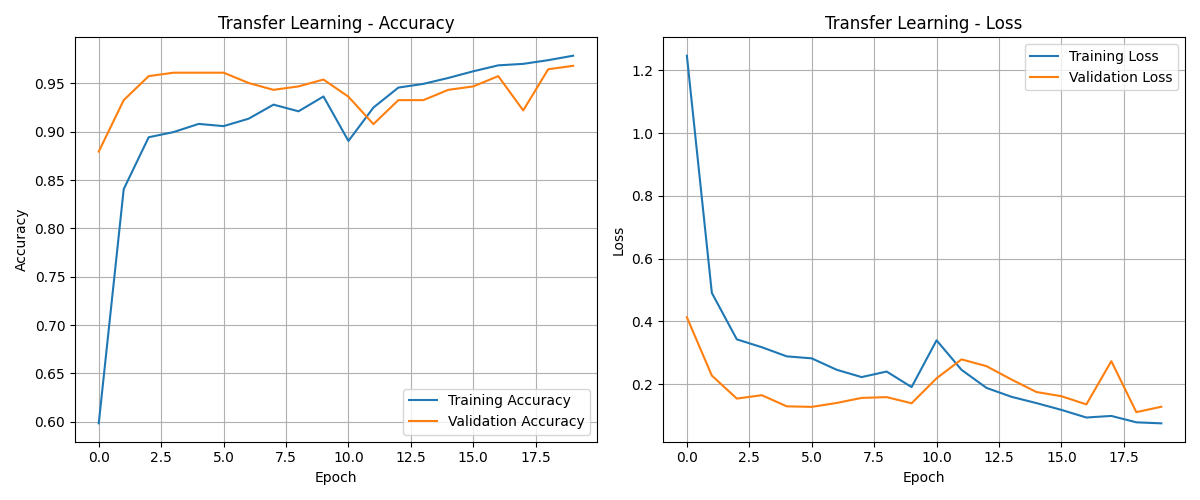 Transfer Learning - Accuracy
Accuracy
0.95
0.90
0.85
0.80
0.75
0.70
0.65
0.60
Training Accuracy
Validation Accuracy
0.0 2.5 5.0 7.5 10.0 12.5 15.0 17.5
Epoch
Transfer Learning - Loss
Loss
1.2
1.0
0.8
0.6
0.4
0.2
Training Loss
Validation Loss
0.0 2.5 5.0 7.5 10.0 12.5 15.0 17.5
Epoch